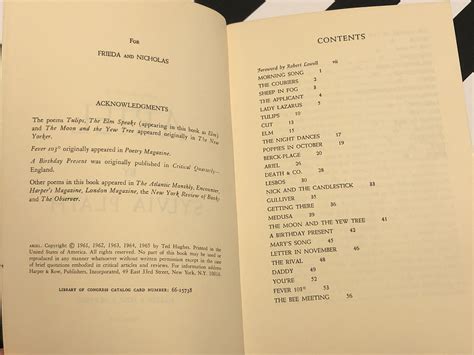 For
FRIEDA AND NICHOLAS
ACKNOWLEDGMENTS
The poems Tulips, The Elm Speaks (appearing in this book as Elm)
and The Moon and the Yew Tree appeared originally in The New
Yorker.
Fever 103° originally appeared in Poetry Magazine.
A Birthday Present was originally published in Critical Quarterly—
England.
Other poems appeared in The Atlantic Monthly, Encounter,
Harper's Magazine, London Magazine, the New York Review of Books
and The Observer.
ARIEL. Copyright © 1961, 1962, 1963, 1964, 1965 by Ted Hughes. Printed in the
United States of America. All rights reserved. No part of this book may be used or
reproduced in any manner whatsoever without written permission except in the case
of brief quotations embodied in critical articles and reviews. For information address
Harper & Row, Publishers, Incorporated, 49 East 33rd Street, New York, N.Y. 10016
LIBRARY OF CONGRESS CATALOG CARD NUMBER: 66-15738
CONTENTS
Foreword by Robert Lowell vii
MORNING SONG 1
THE COURIERS 2
SHEEP IN FOG 3
THE APPLICANT 4
LADY LAZARUS 6
TULIPS 10
CUT 13
ELM 15
THE NIGHT DANCES 17
POPPIES IN OCTOBER 19
BERCK-PLAGE 20
ARIEL 26
DEATH & CO. 28
LESBOS 30
NICK AND THE CANDLESTICK 33
GULLIVER 35
GETTING THERE 36
MEDUSA 39
THE MOON AND THE YEW TREE 41
A BIRTHDAY PRESENT 42
MARY'S SONG 45
LETTER IN NOVEMBER 46
THE RIVAL 48
DADDY 49
YOU'RE 52
FEVER 103° 53
THE BEE MEETING 56